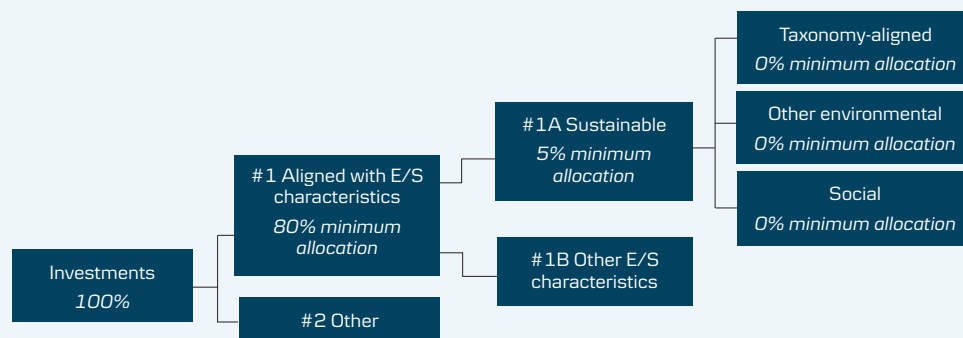 Investments
100%
#1 Aligned with E/S
characteristics
80% minimum
allocation
#2 Other
#1A Sustainable
5% minimum
allocation
#1B Other E/S
characteristics
Taxonomy-aligned
0% minimum allocation
Other environmental
0% minimum allocation
Social
0% minimum allocation